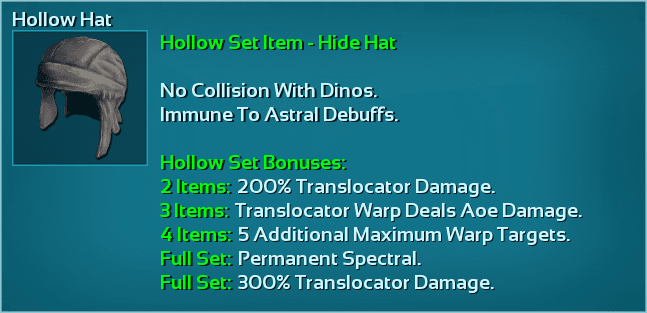 Hollow Hat
Hollow Set Item - Hide Hat
No Collision With Dinos.
Immune To Astral Debuffs.
Hollow Set Bonuses:
2 Items: 200% Translocator Damage.
3 Items: Translocator Warp Deals Aoe Damage.
4 Items: 5 Additional Maximum Warp Targets.
Full Set: Permanent Spectral.
Full Set: 300% Translocator Damage.